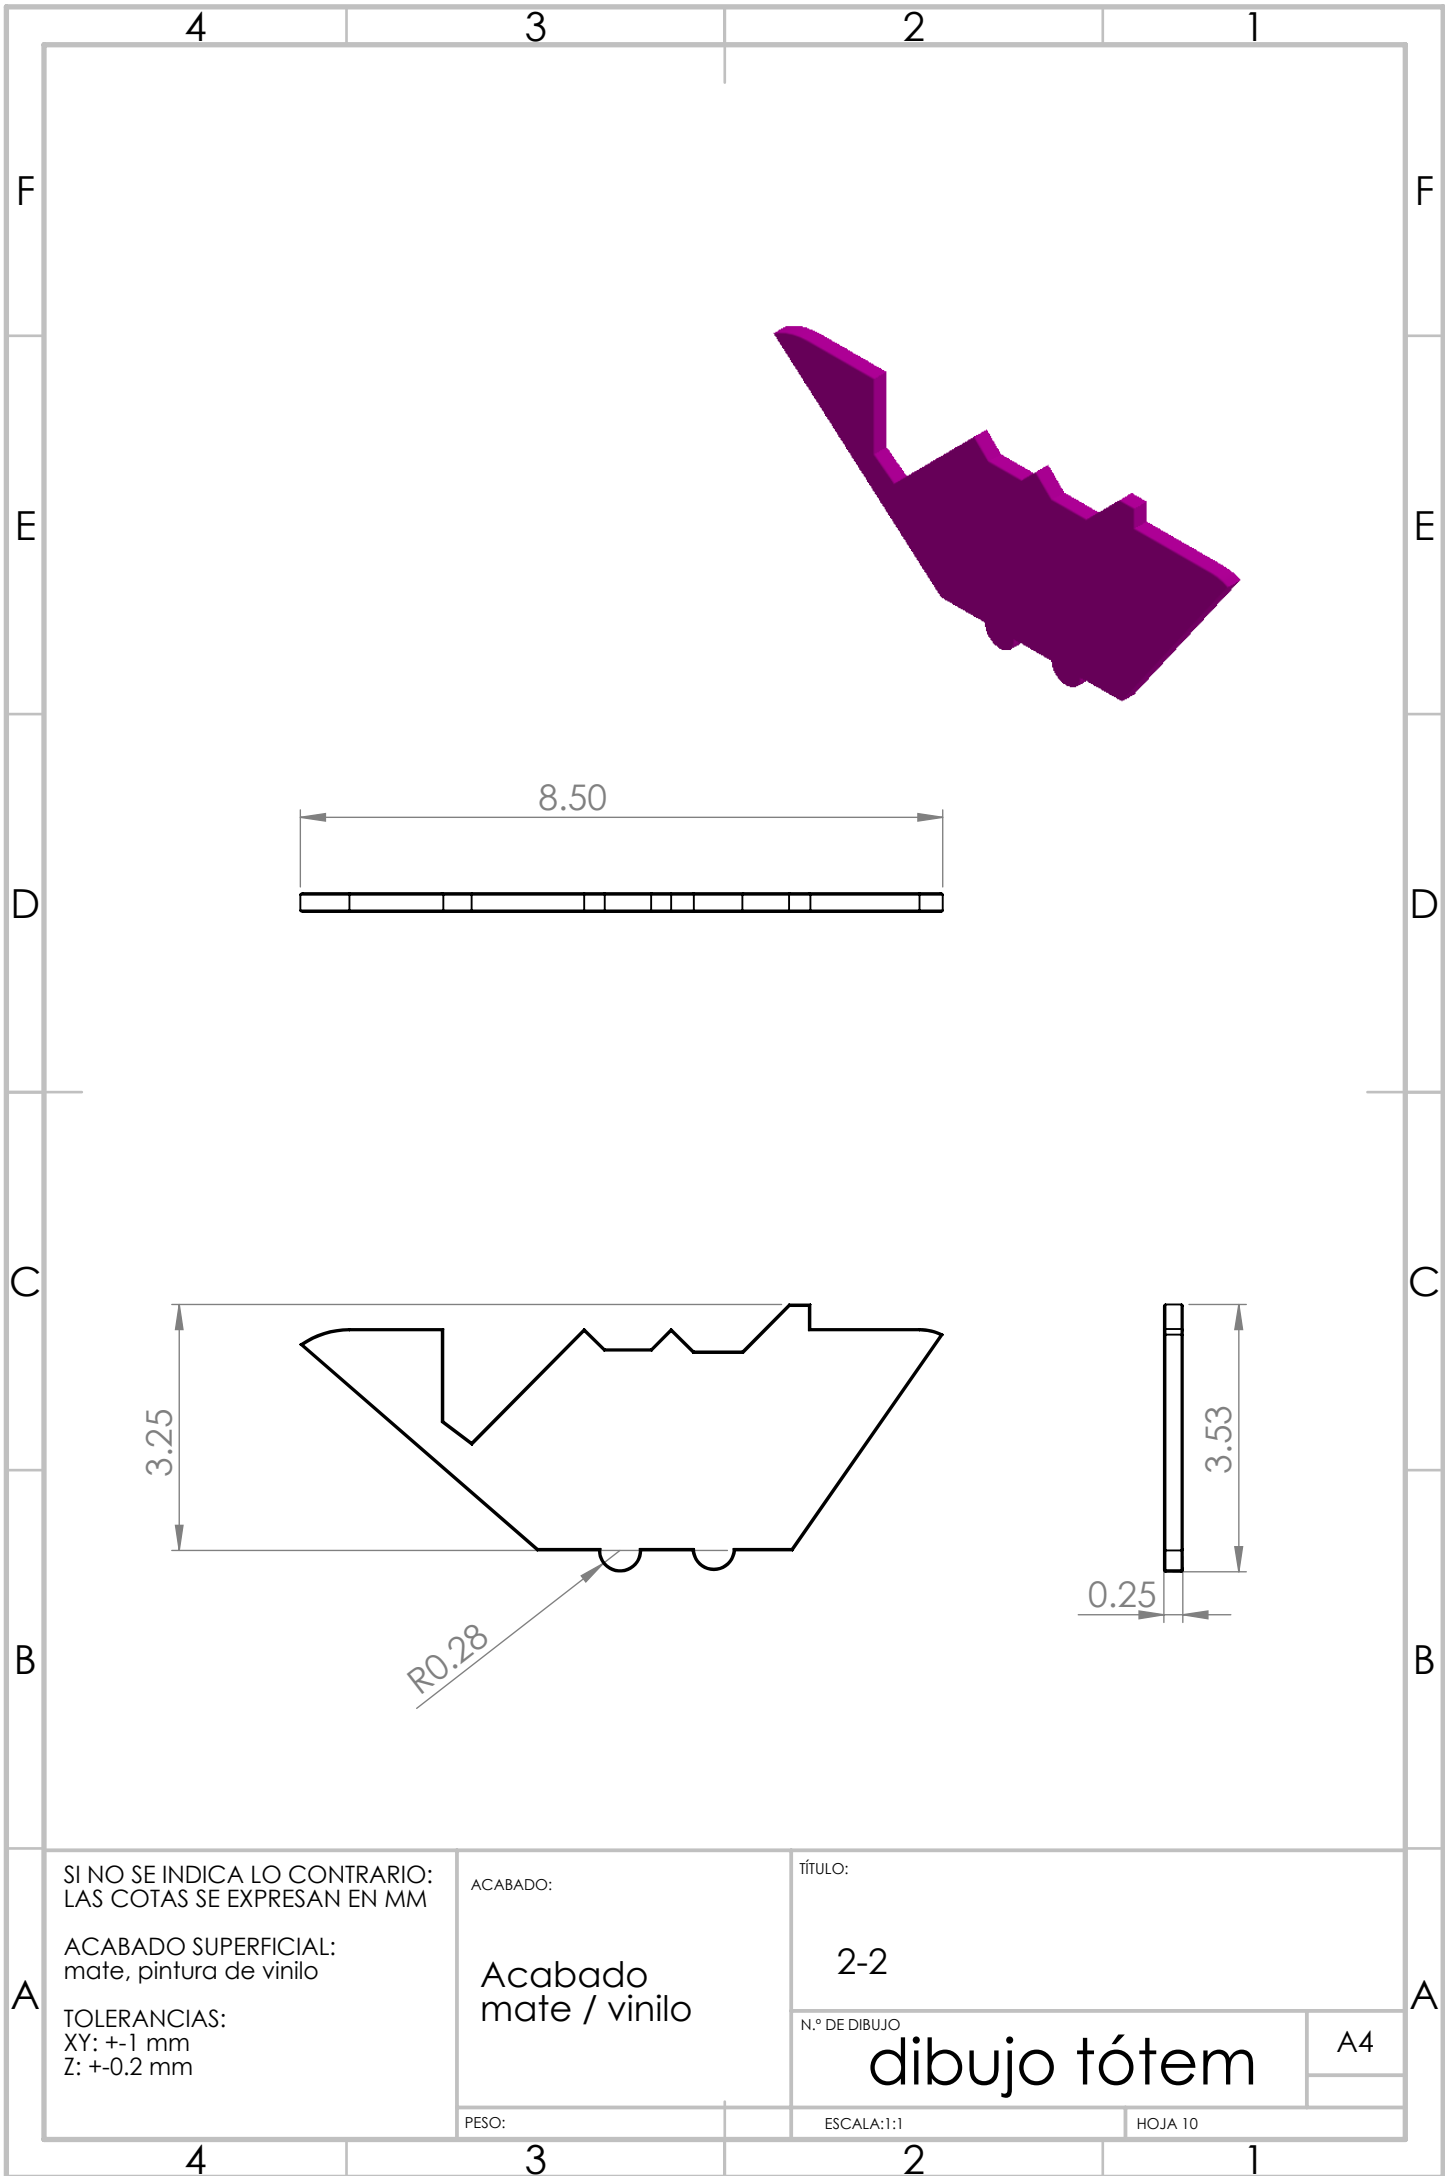 4 3 2 1
F F
E E
8.50
D D
C C
3.25
3.53
0.25
R0.28
B B
SI NO SE INDICA LO CONTRARIO:
LAS COTAS SE EXPRESAN EN MM
ACABADO SUPERFICIAL:
mate, pintura de vinilo
TOLERANCIAS:
XY: +-1 mm
Z: +-0.2 mm
ACABADO:
Acabado
mate / vinilo
PESO:
TÍTULO:
2-2
N.º DE DIBUJO
dibujo tótem
A4
ESCALA:1:1
HOJA 10
A A
4 3 2 1